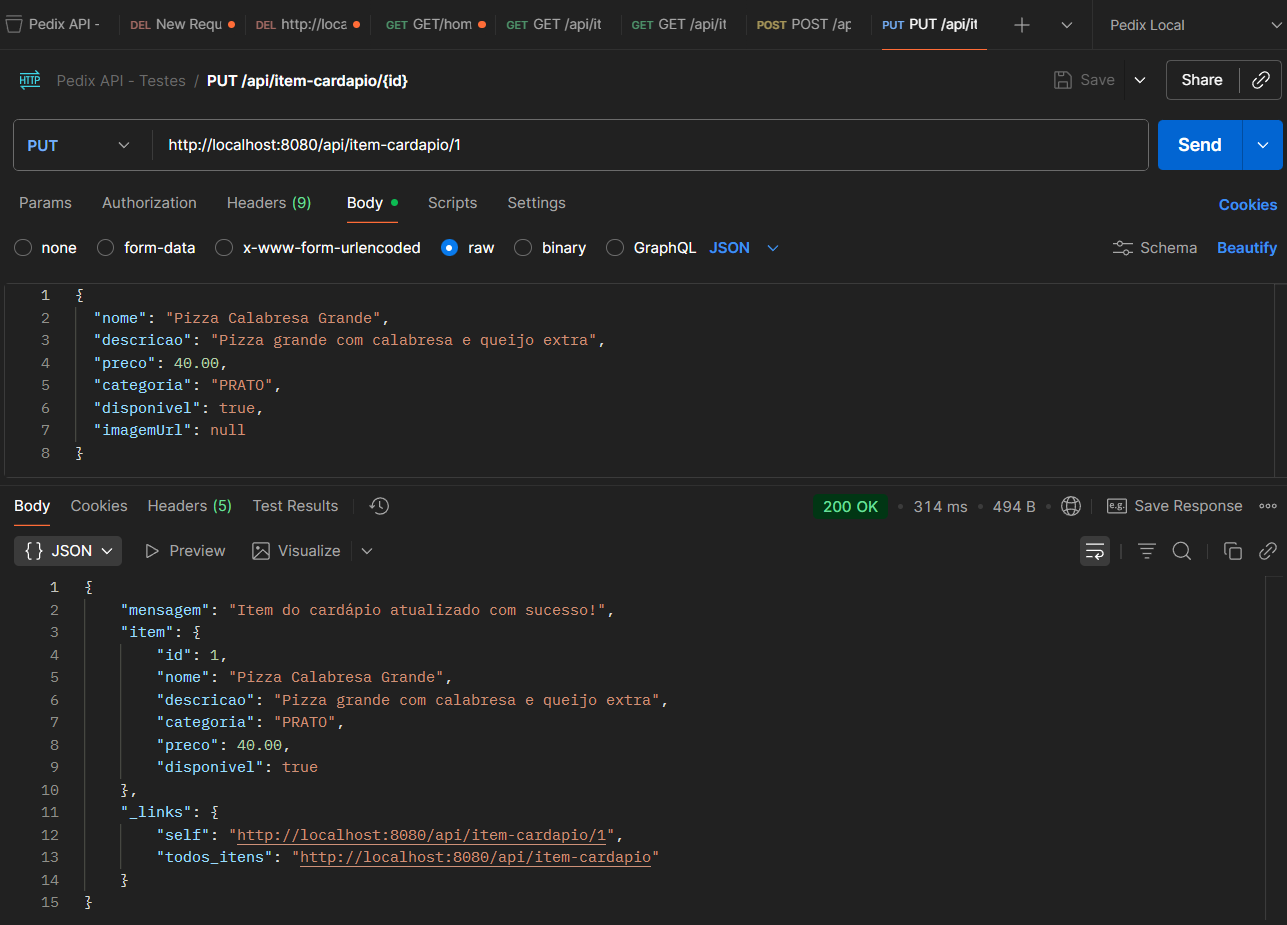 Pedix API -
DEL New Requ
DEL http://loca
GET GET/hom
GET GET /api/it
GET GET /api/it
POST POST /ap
PUT PUT /api/it
Pedix Local
HTTP Pedix API - Testes / PUT /api/item-cardapio/{id}
Save
Share
PUT http://localhost:8080/api/item-cardapio/1
Send
Params Authorization Headers (9) Body Scripts Settings Cookies
none form-data x-www-form-urlencoded raw binary GraphQL JSON Schema Beautify
1 {
2 "nome": "Pizza Calabresa Grande",
3 "descricao": "Pizza grande com calabresa e queijo extra",
4 "preco": 40.00,
5 "categoria": "PRATO",
6 "disponivel": true,
7 "imagemUrl": null
8 }
Body Cookies Headers (5) Test Results 200 OK • 314 ms • 494 B • e.g. Save Response
{} JSON Preview Visualize
1 {
2 "mensagem": "Item do cardápio atualizado com sucesso!",
3 "item": {
4 "id": 1,
5 "nome": "Pizza Calabresa Grande",
6 "descricao": "Pizza grande com calabresa e queijo extra",
7 "categoria": "PRATO",
8 "preco": 40.00,
9 "disponivel": true
10 },
11 "_links": {
12 "self": "http://localhost:8080/api/item-cardapio/1",
13 "todos_itens": "http://localhost:8080/api/item-cardapio"
14 }
15 }